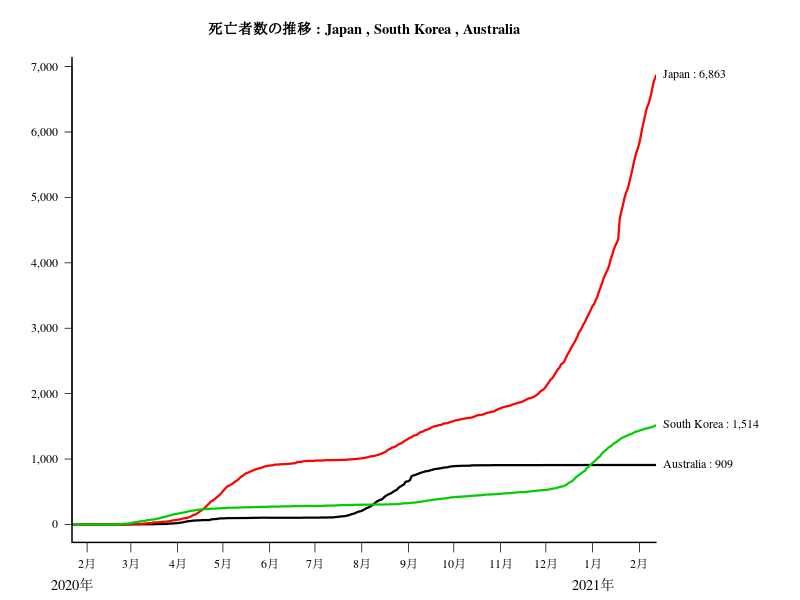 死亡者数の推移 : Japan , South Korea , Australia
7,000
6,000
5,000
4,000
3,000
2,000
1,000
0
Japan : 6,863
South Korea : 1,514
Australia : 909
2月 3月 4月 5月 6月 7月 8月 9月 10月 11月 12月 1月 2月
2020年 2021年